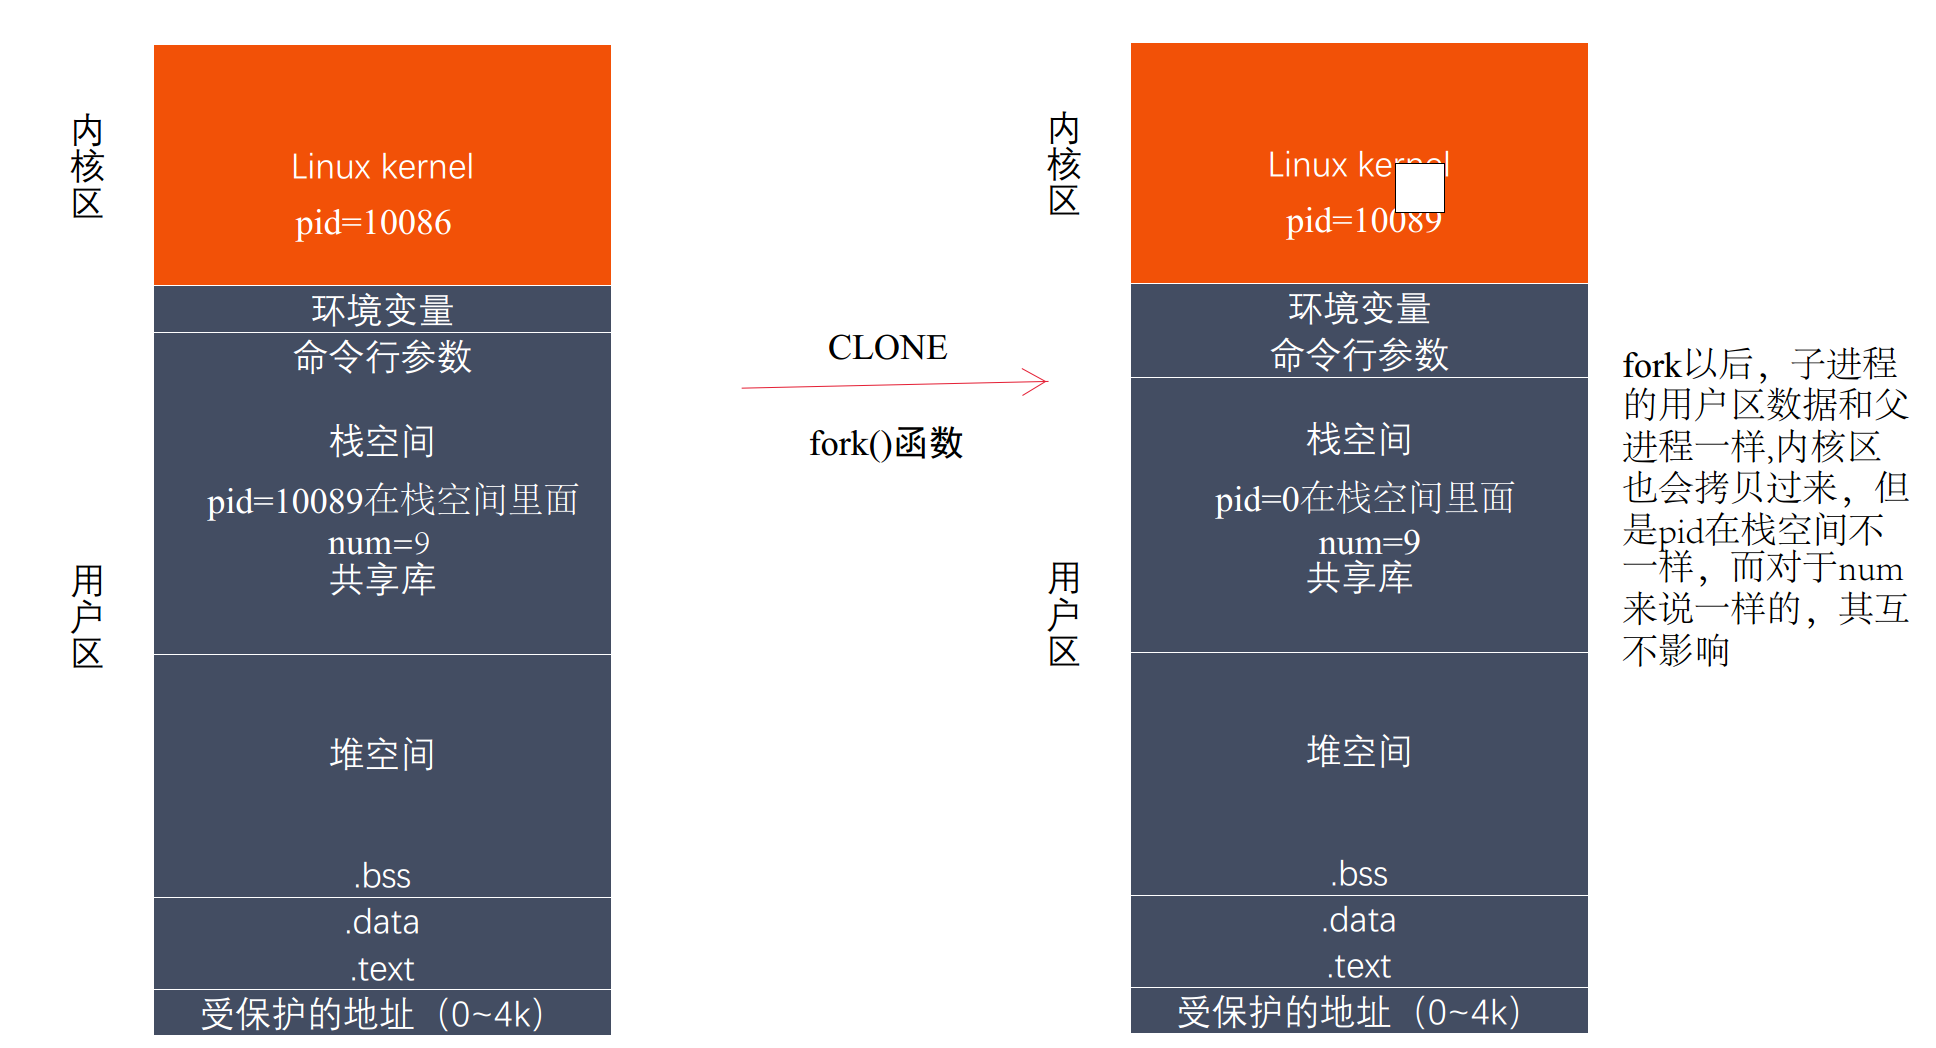 内核区
Linux kernel
pid=10086
环境变量
命令行参数
栈空间
pid=10089在栈空间里面
num=9
共享库
用户区
堆空间
.bss
.data
.text
受保护的地址（0~4k）
CLONE
fork()函数
内核区
Linux kernel
pid=10089
环境变量
命令行参数
栈空间
pid=0在栈空间里面
num=9
共享库
用户区
堆空间
.bss
.data
.text
受保护的地址（0~4k）
fork以后，子进程
的用户区数据和父
进程一样,内核区
也会拷贝过来，但
是pid在栈空间不
一样，而对于num
来说一样的，其互
不影响